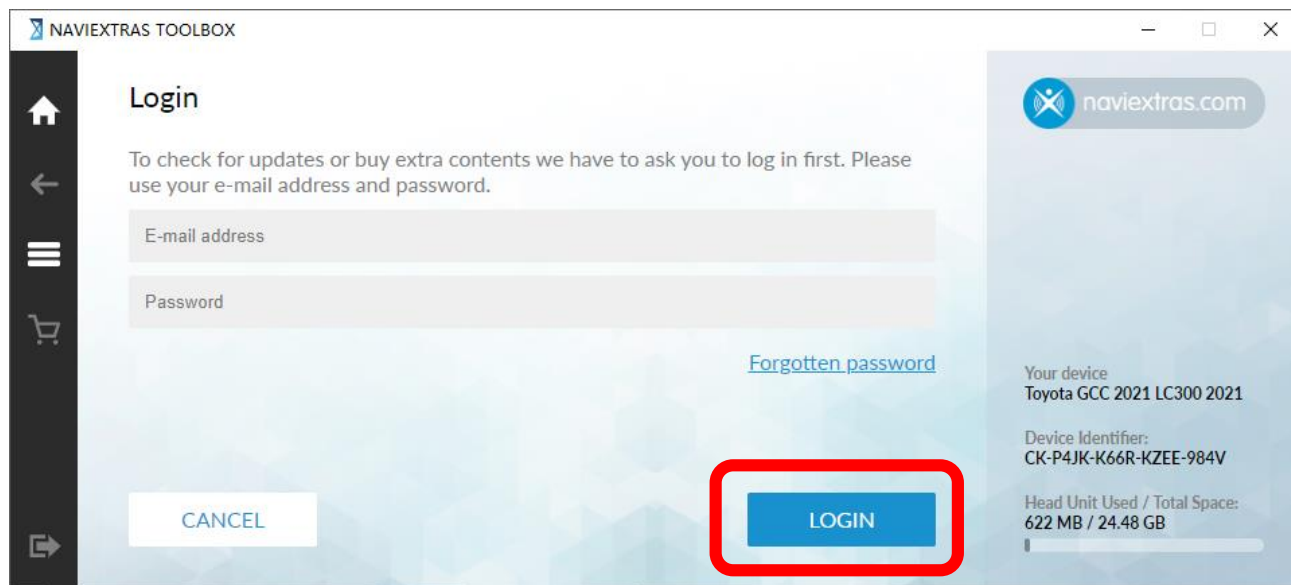 NAVIEXTRAS TOOLBOX
Login
To check for updates or buy extra contents we have to ask you to log in first. Please
use your e-mail address and password.
E-mail address
Password
Forgotten password
CANCEL
LOGIN
naviextras.com
Your device
Toyota GCC 2021 LC300 2021
Device Identifier:
CK-P4JK-K66R-KZEE-984V
Head Unit Used / Total Space:
622 MB / 24.48 GB